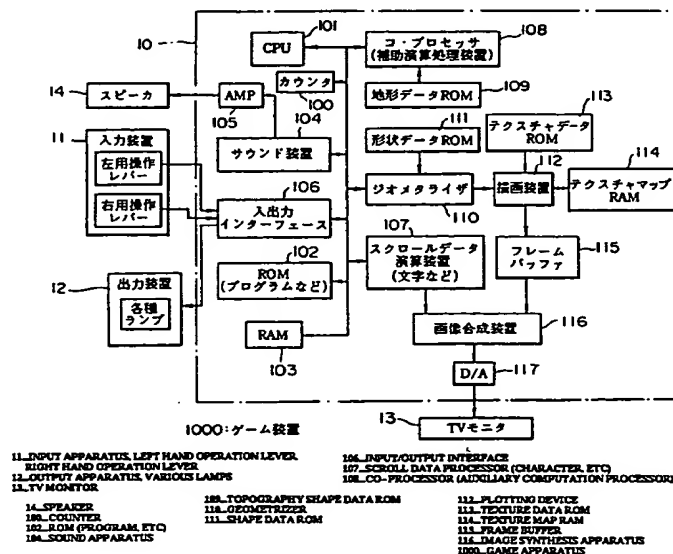 10
101
CPU
カウンタ
100
コ・プロセッサ
(補助演算処理装置)
108
地形データROM
109
14
スピーカ
AMP
105
104
サウンド装置
111
形状データROM
113
テクスチャデータ
ROM
112
114
11
入力装置
左用操作
レバー
右用操作
レバー
106
入出力
インターフェース
ジオメタライザ
110
描画装置
テクスチャマップ
RAM
102
ROM
(プログラムなど)
107
スクロールデータ
演算装置
(文字など)
フレーム
バッファ
115
12
出力装置
各種
ランプ
RAM
103
画像合成装置
116
D/A
117
13
TVモニタ
1000:ゲーム装置
11...INPUT APPARATUS, LEFT HAND OPERATION LEVER
RIGHT HAND OPERATION LEVER
12...OUTPUT APPARATUS, VARIOUS LAMPS
13...TV MONITOR
14...SPEAKER
100...COUNTER
102...ROM (PROGRAM, ETC)
104...SOUND APPARATUS
109...TOPOGRAPHY SHAPE DATA ROM
110...GEOMETRIZER
111...SHAPE DATA ROM
106...INPUT/OUTPUT INTERFACE
107...SCROLL DATA PROCESSOR (CHARACTER, ETC)
108...CO- PROCESSOR (AUXILIARY COMPUTATION PROCESSOR)
112...PLOTTING DEVICE
113...TEXTURE DATA ROM
114...TEXTURE MAP RAM
115...FRAME BUFFER
116...IMAGE SYNTHESIS APPARATUS
1000...GAME APPARATUS